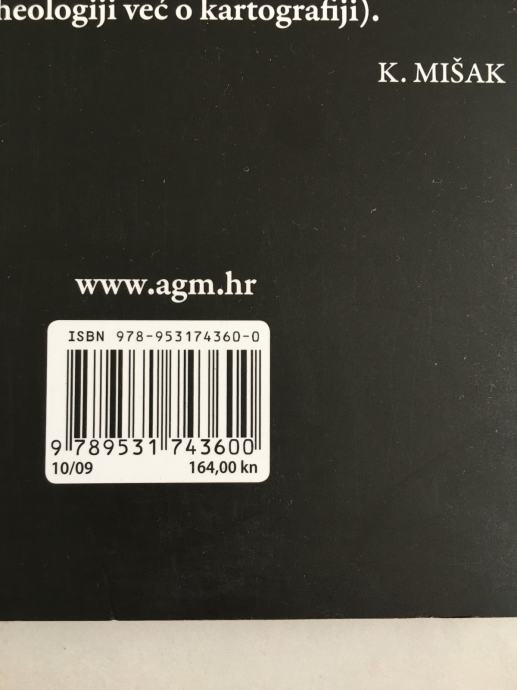 heologiji već o kartografiji).
K. MIŠAK
www.agm.hr
ISBN 978-953174360-0
9 789531 743600
10/09 164,00 kn